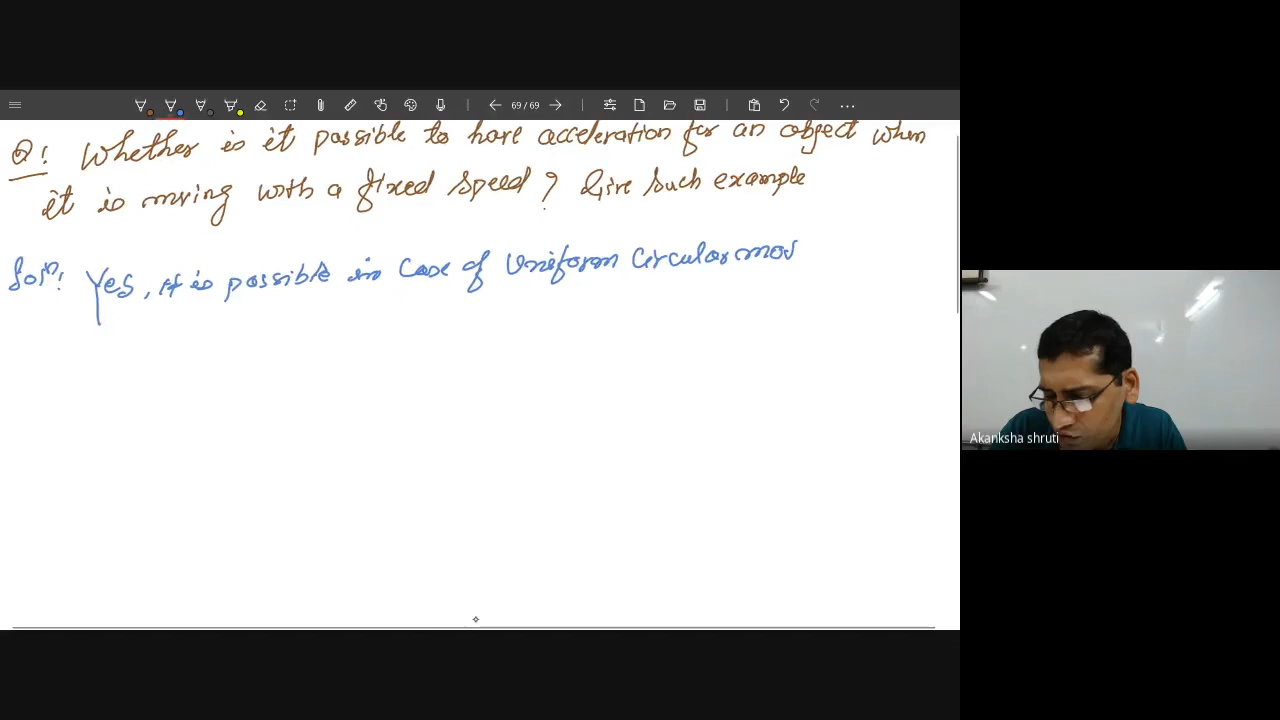 69/69
Q! Whether is it possible to have acceleration for an object when
it is moving with a fixed speed? Give such example
Solⁿ: Yes, it is possible in case of Uniform Circular mov
Akanksha shruti